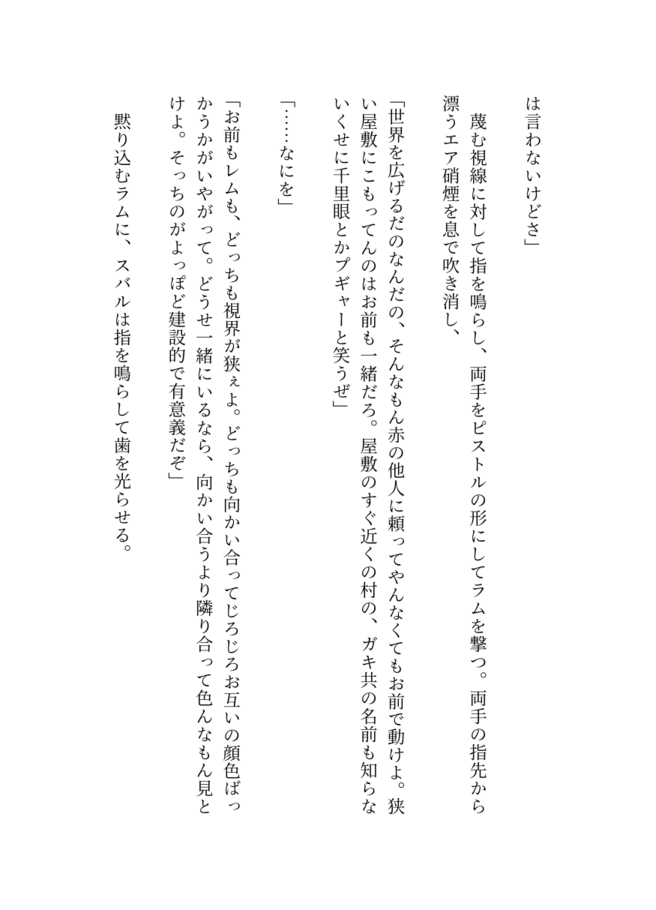 は言わないけどさ」
蔑む視線に対して指を鳴らし、両手をピストルの形にしてラムを撃つ。両手の指先から
漂うエア硝煙を息で吹き消し、
「世界を広げるだのなんだの、そんなもん赤の他人に頼ってやんなくてもお前で動けよ。狭
い屋敷にこもってんのはお前も一緒だろ。屋敷のすぐ近くの村の、ガキ共の名前も知らな
いくせに千里眼とかプギャーと笑うぜ」
「……なにを」
「お前もレムも、どっちも視界が狭ぇよ。どっちも向かい合ってじろじろお互いの顔色ばっ
かうかがいやがって。どうせ一緒にいるなら、向かい合うより隣り合って色んなもん見と
けよ。そっちのがよっぽど建設的で有意義だぞ」
黙り込むラムに、スバルは指を鳴らして歯を光らせる。